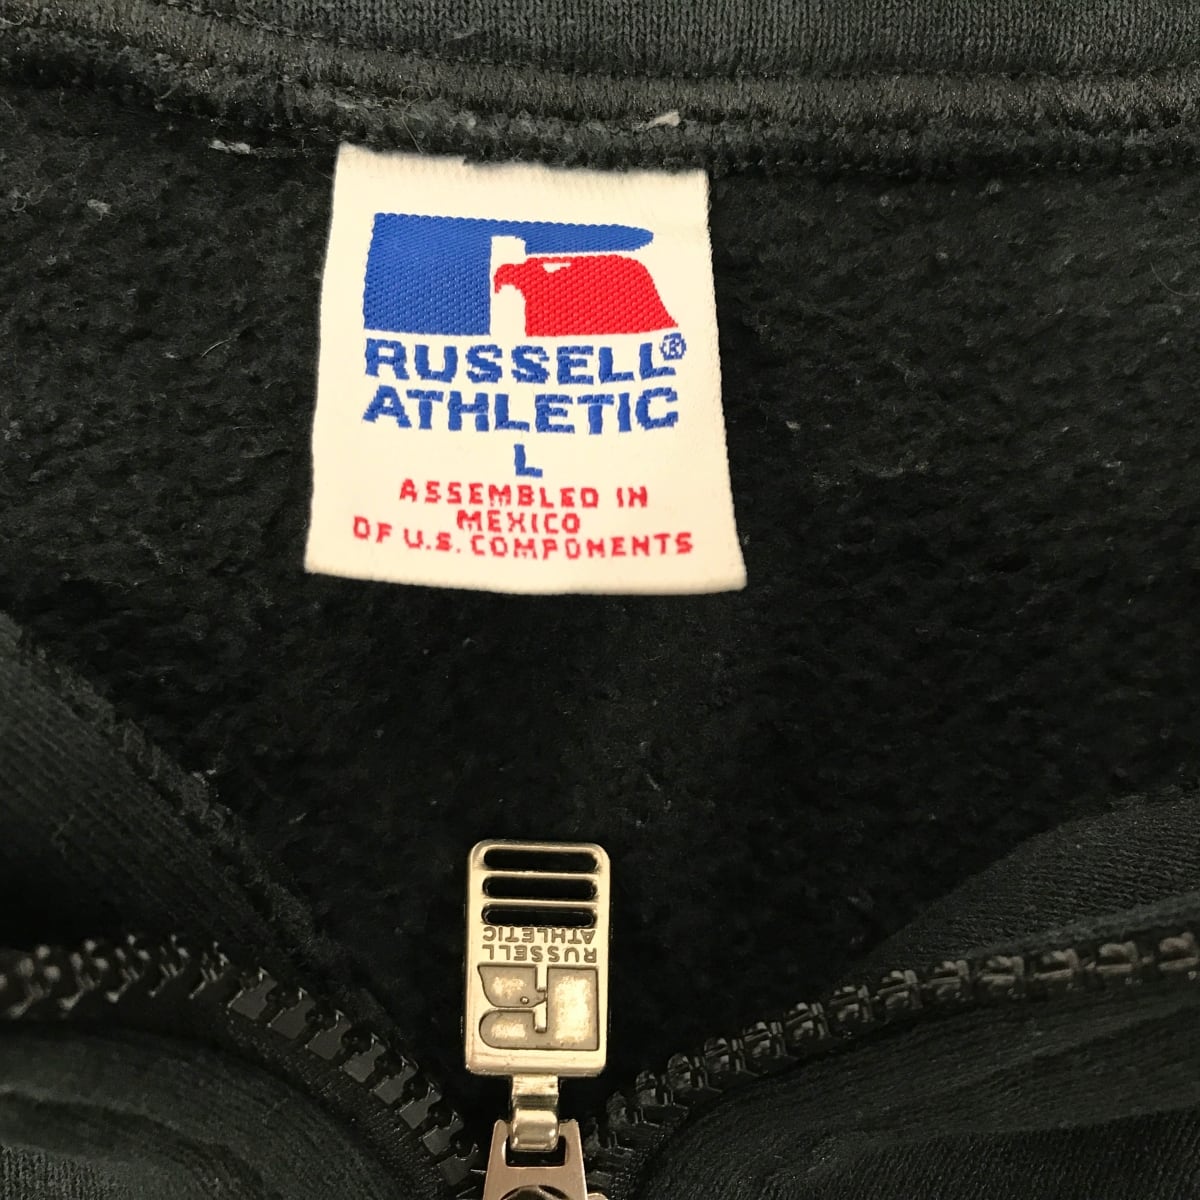 RUSSELL®
ATHLETIC
L
ASSEMBLED IN
MEXICO
OF U.S. COMPONENTS
RUSSELL
ATHLETIC